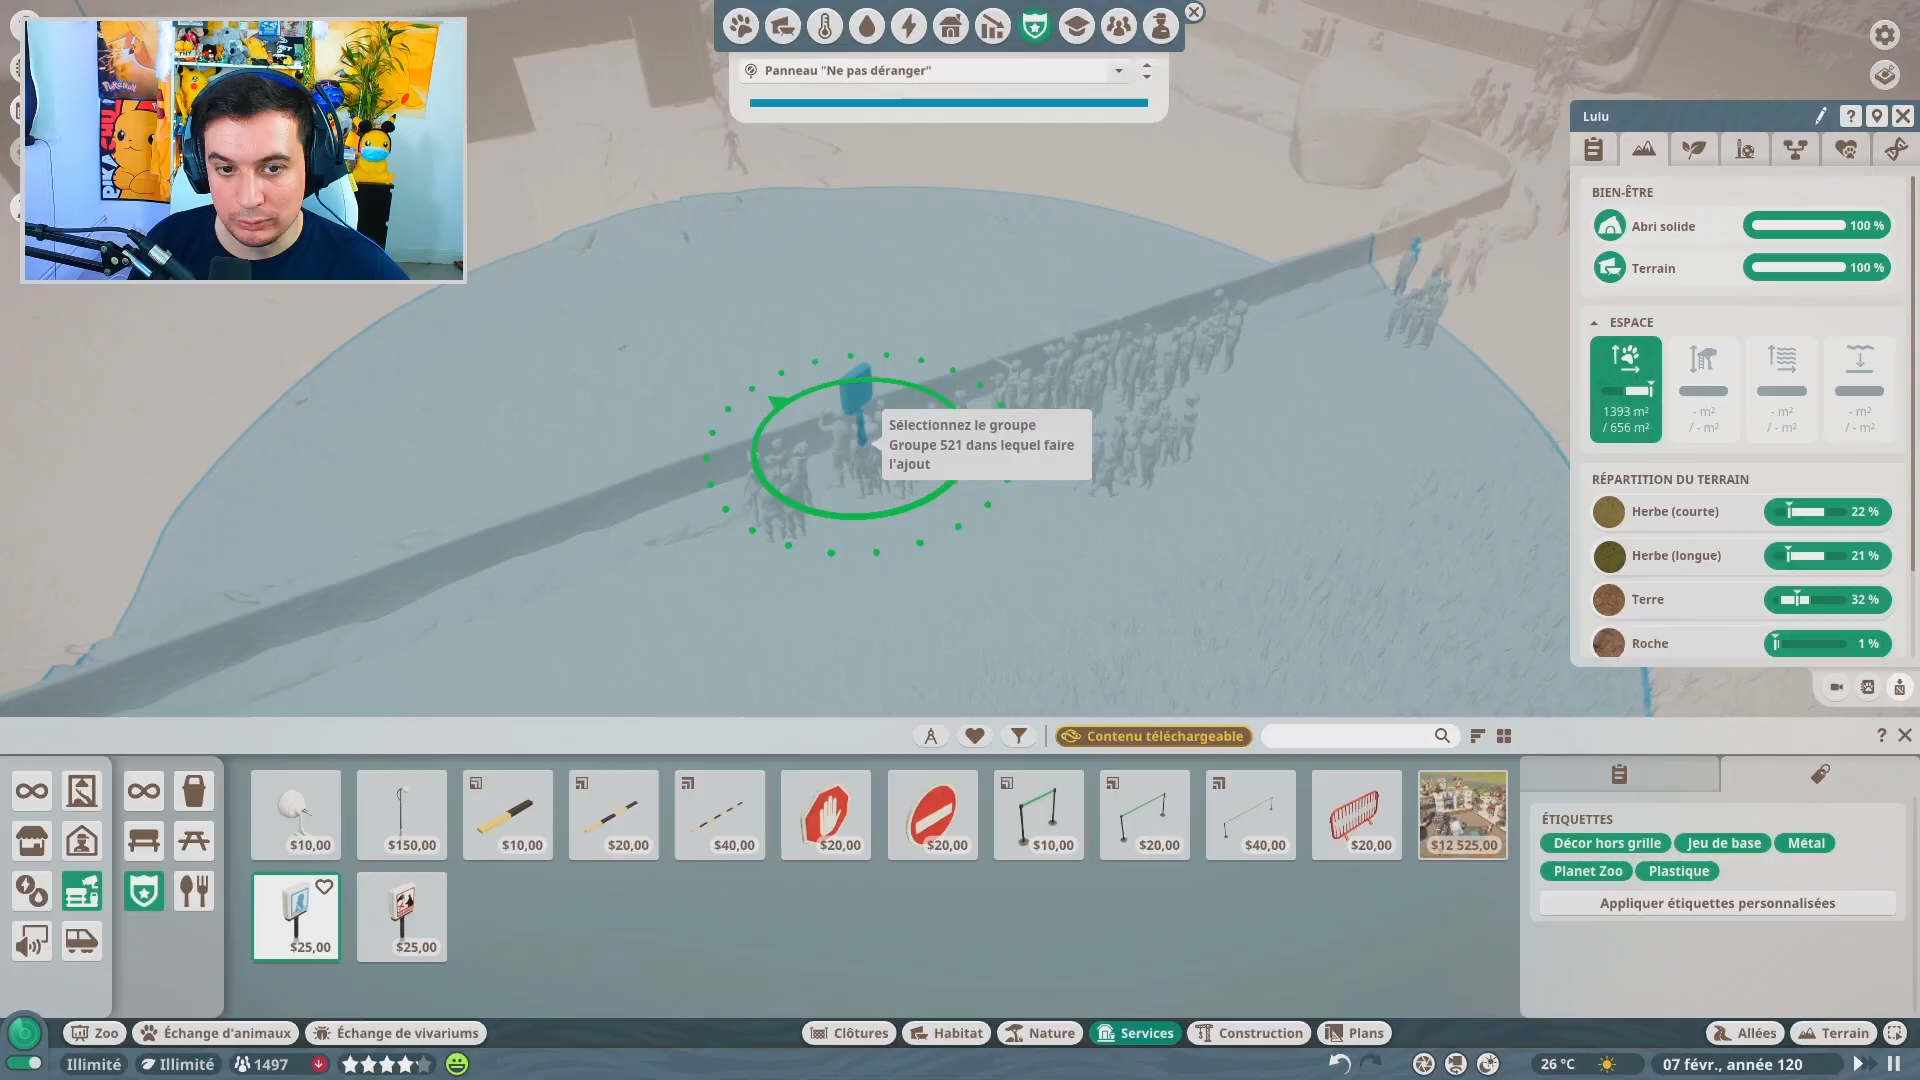 Panneau "Ne pas déranger"
Pokémon
PIKACHU
Lulu
BIEN-ÊTRE
Abri solide
100 %
Terrain
100 %
ESPACE
1393 m²
/ 656 m²
- m²
/ - m²
- m²
/ - m²
- m²
/ - m²
RÉPARTITION DU TERRAIN
Herbe (courte)
22 %
Herbe (longue)
21 %
Terre
32 %
Roche
1 %
Sélectionnez le groupe
Groupe 521 dans lequel faire
l'ajout
Contenu téléchargeable
$10,00
$150,00
$10,00
$20,00
$40,00
$20,00
$20,00
$10,00
$20,00
$40,00
$20,00
$12 525,00
$25,00
$25,00
ÉTIQUETTES
Décor hors grille
Jeu de base
Métal
Planet Zoo
Plastique
Appliquer étiquettes personnalisées
Zoo
Échange d'animaux
Échange de vivariums
Clôtures
Habitat
Nature
Services
Construction
Plans
Allées
Terrain
Illimité
Illimité
1497
26 °C
07 févr., année 120